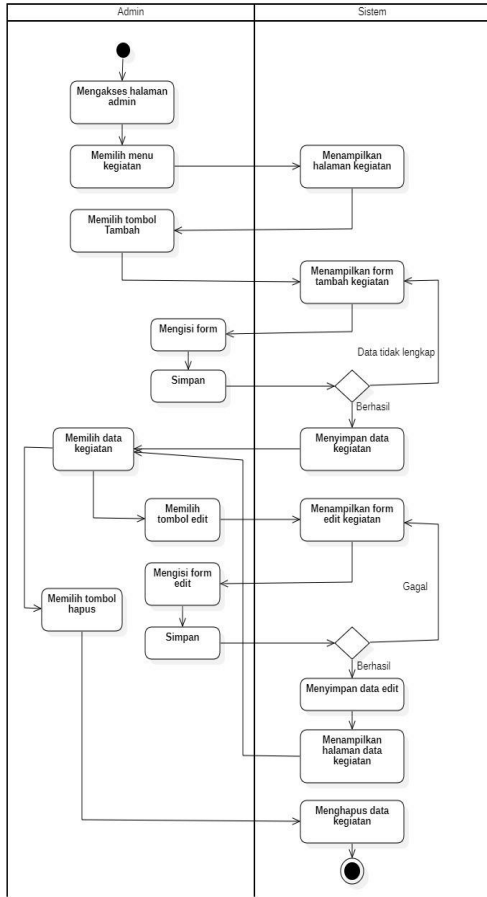 Admin
Sistem
Mengakses halaman
admin
Memilih menu
kegiatan
Menampilkan
halaman kegiatan
Memilih tombol
Tambah
Menampilkan form
tambah kegiatan
Mengisi form
Data tidak lengkap
Simpan
Berhasil
Memilih data
kegiatan
Menyimpan data
kegiatan
Memilih
tombol edit
Menampilkan form
edit kegiatan
Mengisi form
edit
Gagal
Memilih tombol
hapus
Simpan
Berhasil
Menyimpan data edit
Menampilkan
halaman data
kegiatan
Menghapus data
kegiatan